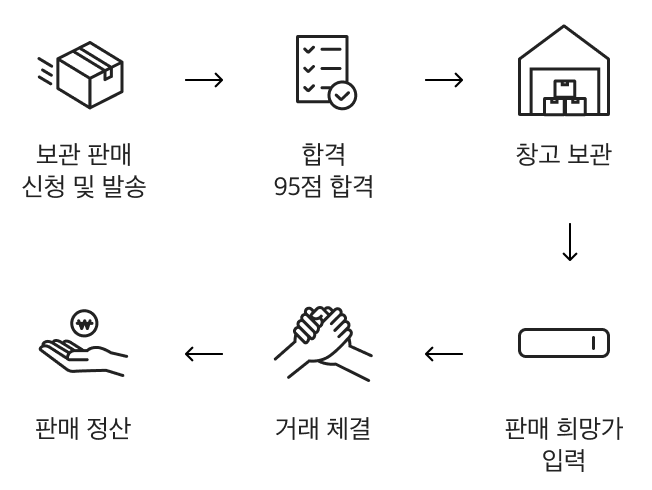 보관 판매
신청 및 발송
합격
95점 합격
창고 보관
판매 희망가
입력
거래 체결
₩
판매 정산